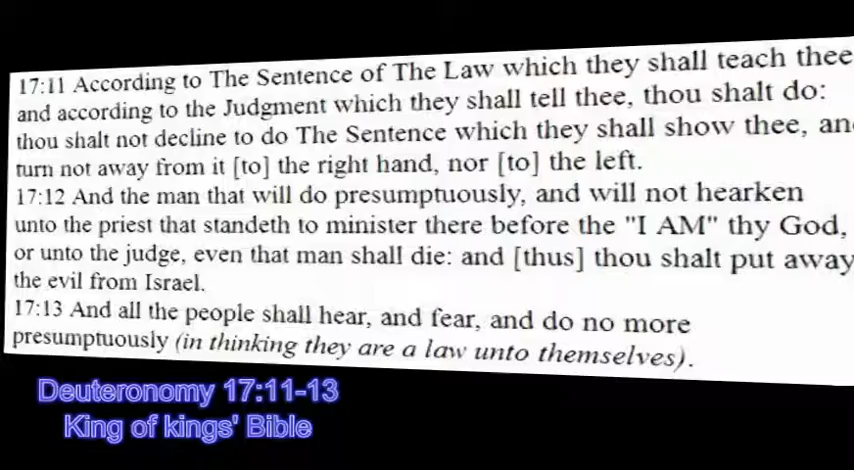 17:11 According to The Sentence of The Law which they shall teach thee
and according to the Judgment which they shall tell thee, thou shalt do:
thou shalt not decline to do The Sentence which they shall show thee, an
turn not away from it [to] the right hand, nor [to] the left.
17:12 And the man that will do presumptuously, and will not hearken
unto the priest that standeth to minister there before the "I AM" thy God,
or unto the judge, even that man shall die: and [thus] thou shalt put away
the evil from Israel.
17:13 And all the people shall hear, and fear, and do no more
presumptuously (in thinking they are a law unto themselves).
Deuteronomy 17:11-13
King of kings' Bible